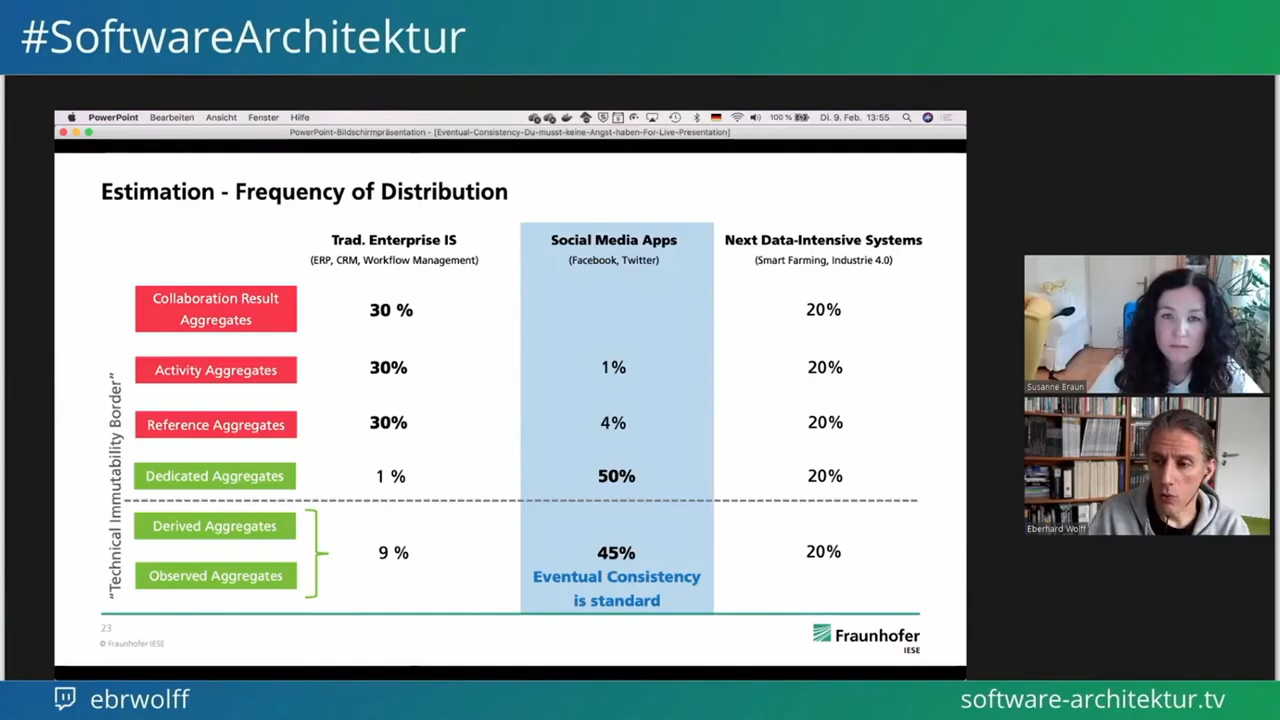 #SoftwareArchitektur
PowerPoint Bearbeiten Ansicht Fenster Hilfe 100 % Di. 9. Feb. 13:55
PowerPoint-Bildschirmpräsentation - [Eventual-Consistency-Du-musst-keine-Angst-haben-For-Live-Presentation]
Estimation - Frequency of Distribution
Trad. Enterprise IS Social Media Apps Next Data-Intensive Systems
(ERP, CRM, Workflow Management) (Facebook, Twitter) (Smart Farming, Industrie 4.0)
Collaboration Result
Aggregates
30 % 20%
Activity Aggregates 30% 1% 20%
Reference Aggregates 30% 4% 20%
Dedicated Aggregates 1 % 50% 20%
Derived Aggregates
9 % 45% 20%
Observed Aggregates
Eventual Consistency
is standard
"Technical Immutability Border"
23
© Fraunhofer IESE
Fraunhofer
IESE
Susanne Braun
Eberhard Wolff
ebrwolff
software-architektur.tv